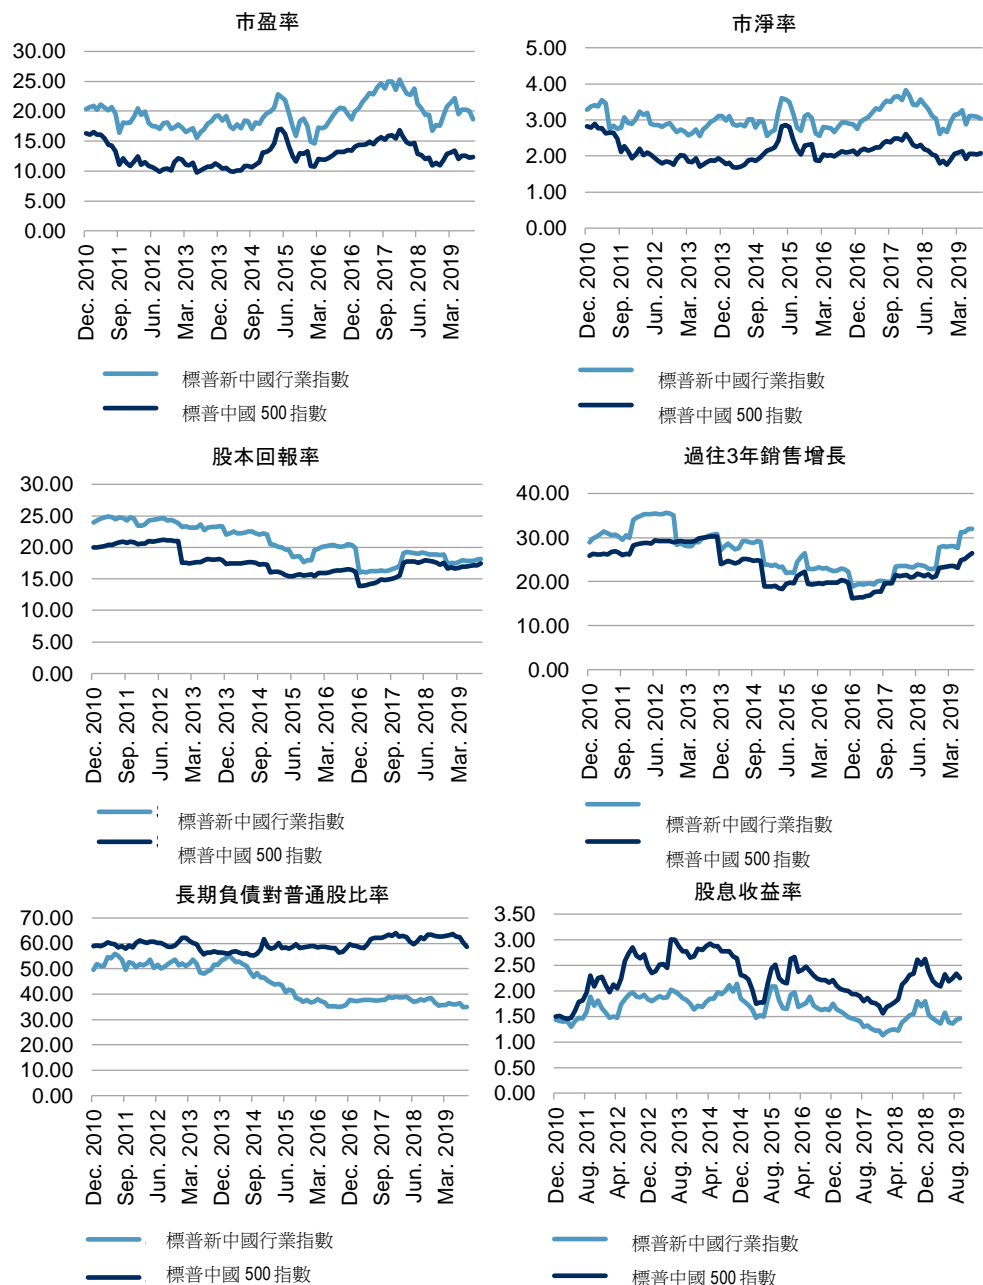 市盈率
30.00
25.00
20.00
15.00
10.00
5.00
0.00
Dec. 2010
Sep. 2011
Jun. 2012
Mar. 2013
Dec. 2013
Sep. 2014
Jun. 2015
Mar. 2016
Dec. 2016
Sep. 2017
Jun. 2018
Mar. 2019
標普新中國行業指數
標普中國 500 指數
市淨率
5.00
4.00
3.00
2.00
1.00
0.00
Dec. 2010
Sep. 2011
Jun. 2012
Mar. 2013
Dec. 2013
Sep. 2014
Jun. 2015
Mar. 2016
Dec. 2016
Sep. 2017
Jun. 2018
Mar. 2019
標普新中國行業指數
標普中國 500 指數
股本回報率
30.00
25.00
20.00
15.00
10.00
5.00
0.00
Dec. 2010
Sep. 2011
Jun. 2012
Mar. 2013
Dec. 2013
Sep. 2014
Jun. 2015
Mar. 2016
Dec. 2016
Sep. 2017
Jun. 2018
Mar. 2019
標普新中國行業指數
標普中國 500 指數
過往3年銷售增長
40.00
30.00
20.00
10.00
0.00
Dec. 2010
Sep. 2011
Jun. 2012
Mar. 2013
Dec. 2013
Sep. 2014
Jun. 2015
Mar. 2016
Dec. 2016
Sep. 2017
Jun. 2018
Mar. 2019
標普新中國行業指數
標普中國 500 指數
長期負債對普通股比率
70.00
60.00
50.00
40.00
30.00
20.00
10.00
0.00
Dec. 2010
Sep. 2011
Jun. 2012
Mar. 2013
Dec. 2013
Sep. 2014
Jun. 2015
Mar. 2016
Dec. 2016
Sep. 2017
Jun. 2018
Mar. 2019
標普新中國行業指數
標普中國 500 指數
股息收益率
3.50
3.00
2.50
2.00
1.50
1.00
0.50
0.00
Dec. 2010
Aug. 2011
Apr. 2012
Dec. 2012
Aug. 2013
Apr. 2014
Dec. 2014
Aug. 2015
Apr. 2016
Dec. 2016
Aug. 2017
Apr. 2018
Dec. 2018
Aug. 2019
標普新中國行業指數
標普中國 500 指數